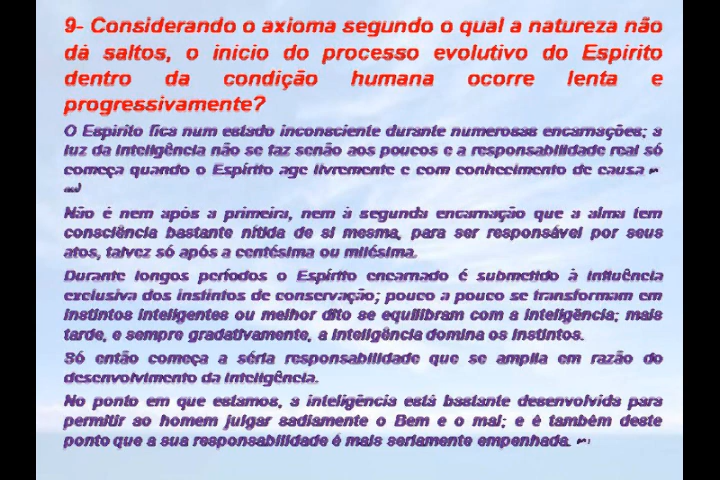 9- Considerando o axioma segundo o qual a natureza não
dá saltos, o início do processo evolutivo do Espírito
dentro da condição humana ocorre lenta e
progressivamente?
O Espírito fica num estado inconsciente durante numerosas encarnações; a
luz da inteligência não se faz senão aos poucos e a responsabilidade real só
começa quando o Espírito age livremente e com conhecimento de causa
Não é nem após a primeira, nem à segunda encarnação que a alma tem
consciência bastante nítida de si mesma, para ser responsável por seus
atos, talvez só após a centésima ou milésima.
Durante longos períodos o Espírito encarnado é submetido à influência
exclusiva dos instintos de conservação; pouco a pouco se transformam em
instintos inteligentes ou melhor dito se equilibram com a inteligência; mais
tarde, e sempre gradativamente, a inteligência domina os instintos.
Só então começa a séria responsabilidade que se amplia em razão do
desenvolvimento da inteligência.
No ponto em que estamos, a inteligência está bastante desenvolvida para
permitir ao homem julgar sadiamente o Bem e o mal; e é também deste
ponto que a sua responsabilidade é mais seriamente empenhada.